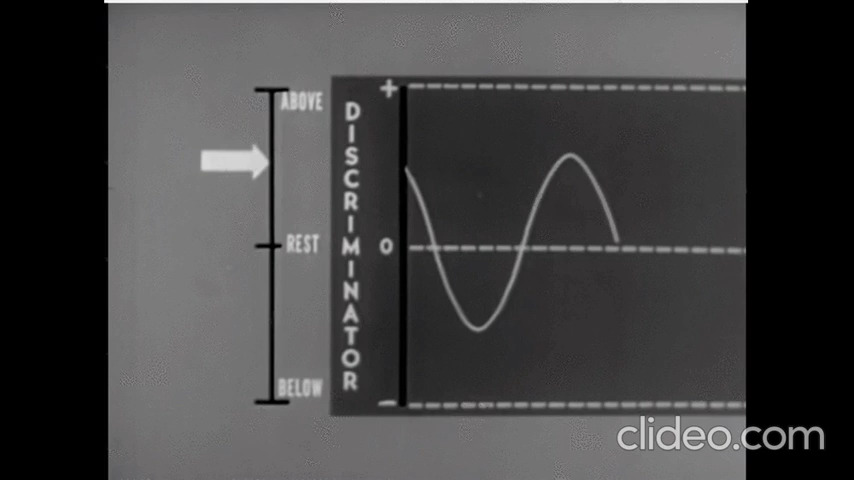 ABOVE
REST
BELOW
DISCRIMINATOR
+
0
−
clideo.com